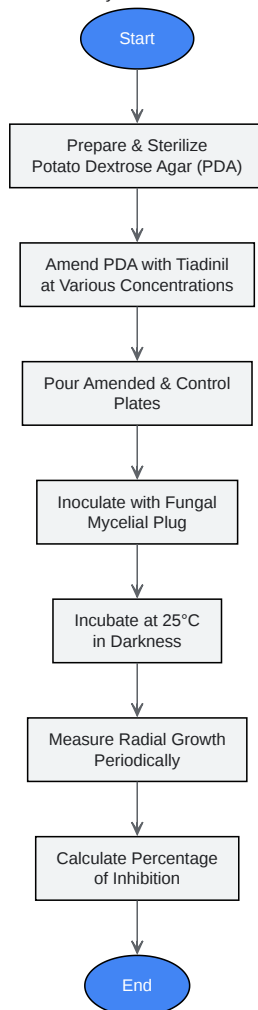 Start
Prepare & Sterilize
Potato Dextrose Agar (PDA)
Amend PDA with Tiadinil
at Various Concentrations
Pour Amended & Control
Plates
Inoculate with Fungal
Mycelial Plug
Incubate at 25°C
in Darkness
Measure Radial Growth
Periodically
Calculate Percentage
of Inhibition
End